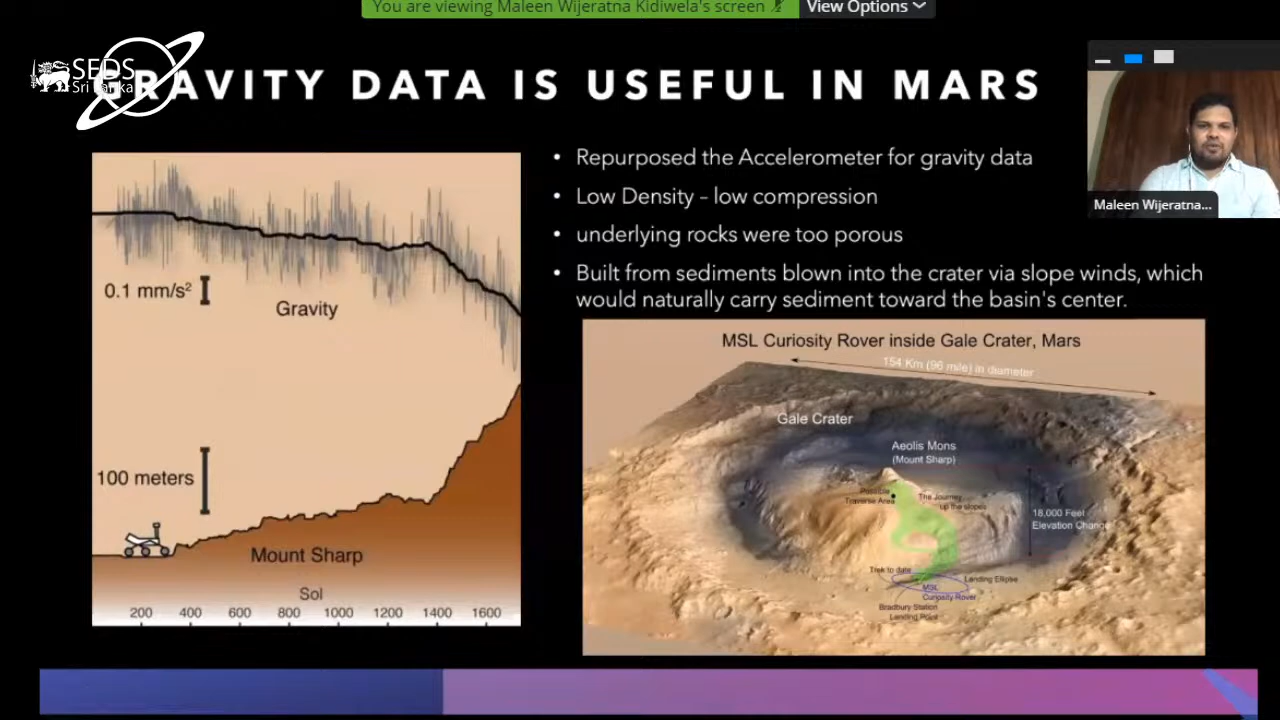 You are viewing Maleen Wijeratna Kidiwela's screen
View Options
SEDS
Sri Lanka
GRAVITY DATA IS USEFUL IN MARS
Maleen Wijeratna...
• Repurposed the Accelerometer for gravity data
• Low Density – low compression
• underlying rocks were too porous
• Built from sediments blown into the crater via slope winds, which
would naturally carry sediment toward the basin's center.
0.1 mm/s²
Gravity
100 meters
Mount Sharp
Sol
200 400 600 800 1000 1200 1400 1600
MSL Curiosity Rover inside Gale Crater, Mars
154 Km (96 mile) in diameter
Gale Crater
Aeolis Mons
(Mount Sharp)
Possible
Traverse Area
The Journey
up the slopes
18,000 Feet
Elevation Change
Trek to date
Landing Ellipse
MSL
Curiosity Rover
Bradbury Station
Landing Point